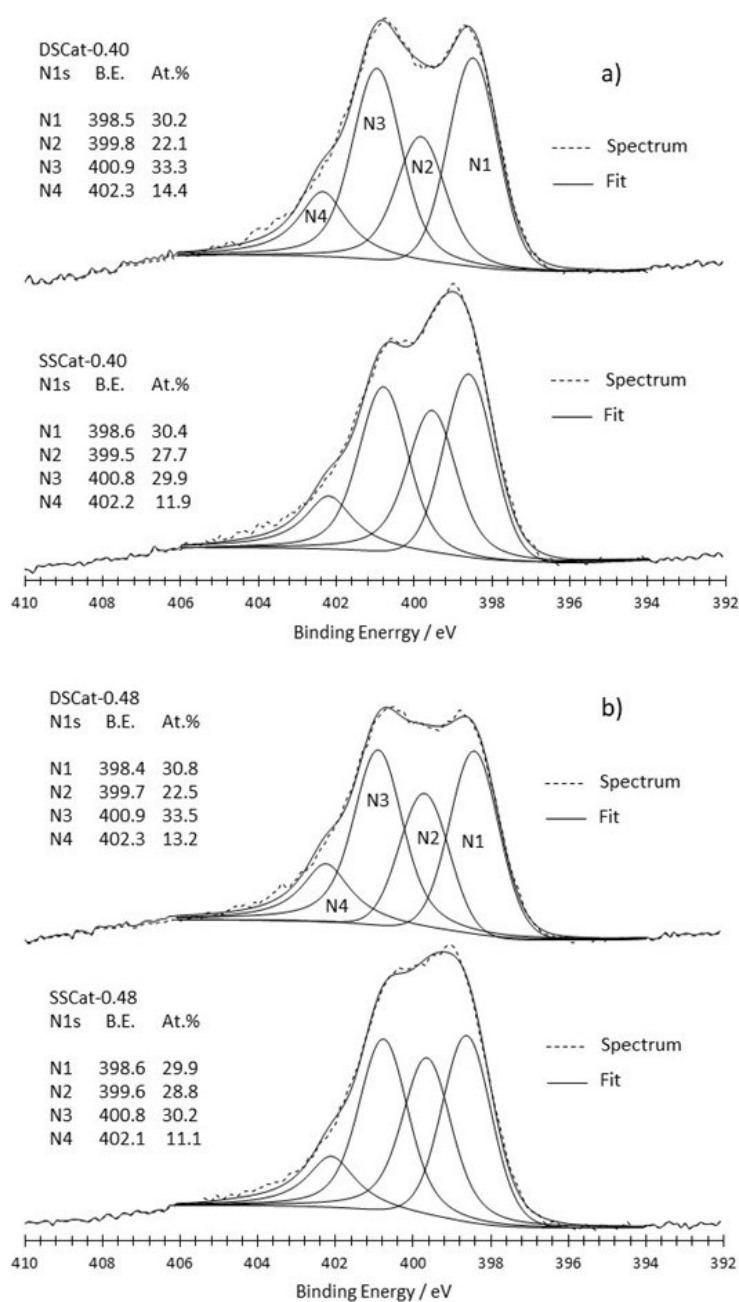 DSCat-0.40
N1s B.E. At.%
N1 398.5 30.2
N2 399.8 22.1
N3 400.9 33.3
N4 402.3 14.4
a)
Spectrum
Fit
N3
N2
N1
N4
SSCat-0.40
N1s B.E. At.%
N1 398.6 30.4
N2 399.5 27.7
N3 400.8 29.9
N4 402.2 11.9
Spectrum
Fit
410 408 406 404 402 400 398 396 394 392
Binding Enerrgy / eV
DSCat-0.48
N1s B.E. At.%
N1 398.4 30.8
N2 399.7 22.5
N3 400.9 33.5
N4 402.3 13.2
b)
Spectrum
Fit
N3
N2
N1
N4
SSCat-0.48
N1s B.E. At.%
N1 398.6 29.9
N2 399.6 28.8
N3 400.8 30.2
N4 402.1 11.1
Spectrum
Fit
410 408 406 404 402 400 398 396 394 392
Binding Energy / eV